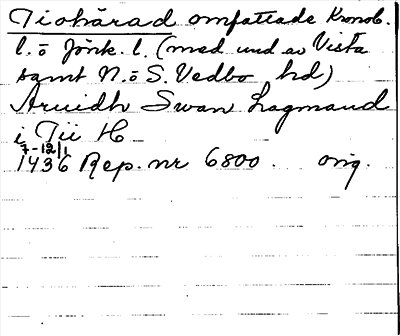 Tiohärad omfattade Kronob.
l. o Jönk. l. (med und av Vista
samt N. o S. Vedbo hd)
Aruidh Swan Lagmand
i Tii H
7-12/1
1436 Rep. nr 6800. orig.